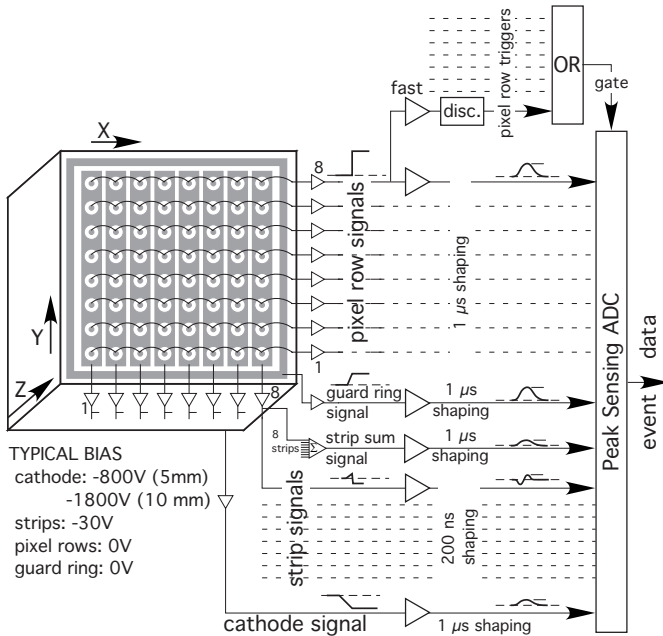 pixel row triggers
OR
fast
disc.
gate
X
8
pixel row signals
1 µs shaping
Y
Z
1
1
8
guard ring
signal
1 µs
shaping
8
strips
Σ
strip sum
signal
1 µs
shaping
Peak Sensing ADC
event data
TYPICAL BIAS
cathode: -800V (5mm)
-1800V (10 mm)
strips: -30V
pixel rows: 0V
guard ring: 0V
strip signals
200 ns
shaping
cathode signal
1 µs shaping